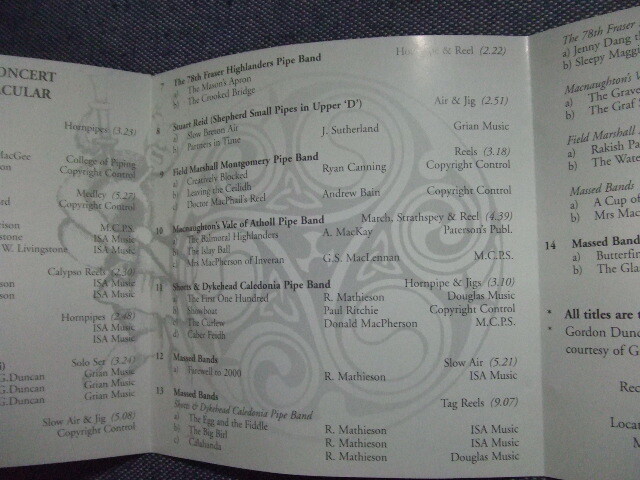 ONCERT
ACULAR
Hornpipes (3.23)
MacGee College of Piping
Copyright Control
Medley (5.27)
M.C.P.S.
ISA Music
W. Livingstone ISA Music
Calypso Reels
ISA Music
ISA Music
Hornpipes (2.48)
ISA Music
ISA Music
Solo Set (3.24)
G.Duncan Grian Music
G.Duncan Grian Music
G.Duncan Grian Music
Slow Air & Jig (5.08)
Copyright Control
7 The 78th Fraser Highlanders Pipe Band Hornpipe & Reel (2.22)
a) The Mason's Apron
b) The Crooked Bridge
8 Stuart Reid (Shepherd Small Pipes in Upper 'D') Air & Jig (2.51)
a) Slow Air
b) Partners in Time J. Sutherland Grian Music
9 Field Marshall Montgomery Pipe Band Reels (3.18)
a) Creatively Blocked Ryan Canning Copyright Control
b) Leaving the Ceilidh
c) Doctor MacPhail's Reel Andrew Bain Copyright Control
10 Macnaughton's Vale of Atholl Pipe Band March, Strathspey & Reel (4.39)
a) The Balmoral Highlanders A. MacKay Paterson's Publ.
b) The Islay Ball
Mrs MacPherson of Inveran G.S. MacLennan M.C.P.S.
11 Shotts & Dykehead Caledonia Pipe Band Hornpipe & Jigs (3.10)
a) The First One Hundred R. Mathieson Douglas Music
b) Snowboat Paul Ritchie Copyright Control
c) The Curlew Donald MacPherson M.C.P.S.
d) Caber Feidh
12 Massed Bands Slow Air (5.21)
a) Farewell to 2000 R. Mathieson ISA Music
13 Massed Bands
Shotts & Dykehead Caledonia Pipe Band Tag Reels (9.07)
a) The Egg and the Fiddle R. Mathieson ISA Music
b) The Big Birl R. Mathieson ISA Music
c) Calalunda R. Mathieson Douglas Music
The 78th Fraser
a) Jenny Dang th
b) Sleepy Magg
Macnaughton's
a) The Grave
b) The Graf
Field Marshall
a) Rakish Pa
b) The Wate
Massed Bands
a) A Cup of
b) Mrs Mac
14 Massed Band
a) Butterfin
b) The Glas
* All titles are t
* Gordon Dunc
courtesy of G
Rec
Loca
M